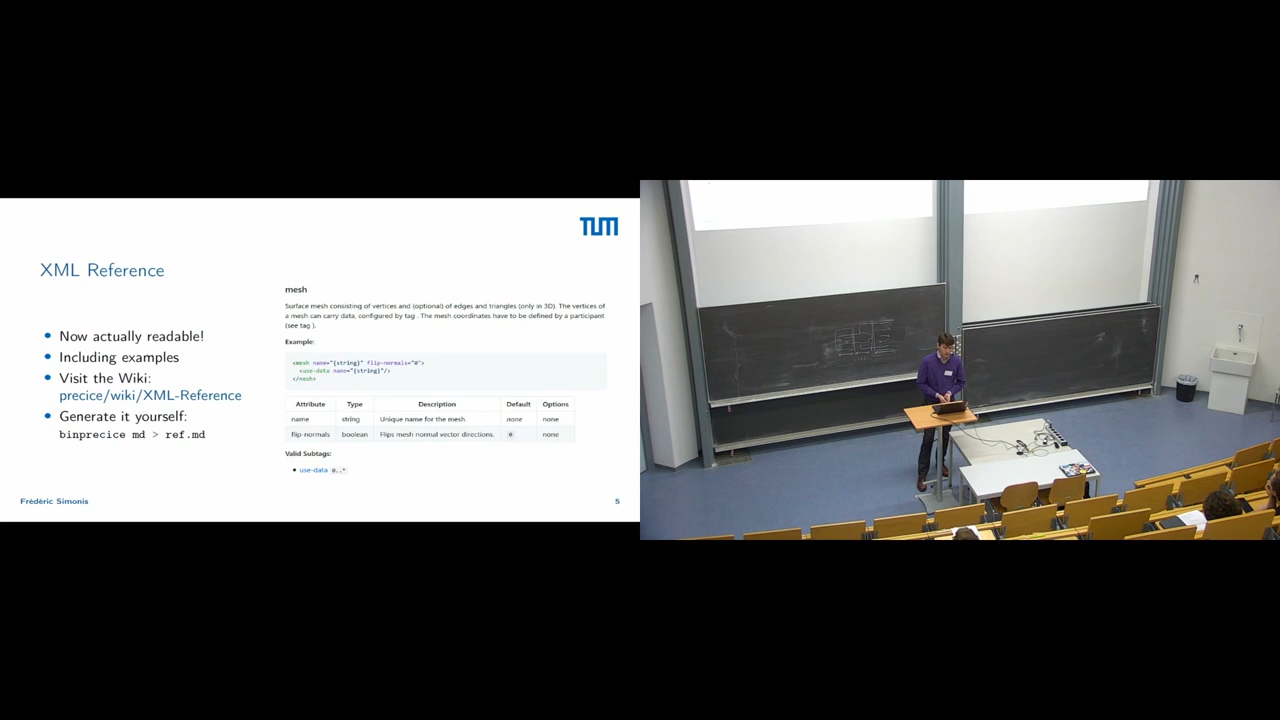 TUM
XML Reference
Now actually readable!
Including examples
Visit the Wiki:
precice/wiki/XML-Reference
Generate it yourself:
binprecice md > ref.md
mesh
Surface mesh consisting of vertices and (optional) of edges and triangles (only in 3D). The vertices of
a mesh can carry data, configured by tag . The mesh coordinates have to be defined by a participant
(see tag ).
Example:
<mesh name="{string}" flip-normals="0">
<use-data name="{string}"/>
</mesh>
Attribute Type Description Default Options
name string Unique name for the mesh. none none
flip-normals boolean Flips mesh normal vector directions. 0 none
Valid Subtags:
use-data 0..*
Frédéric Simonis
5